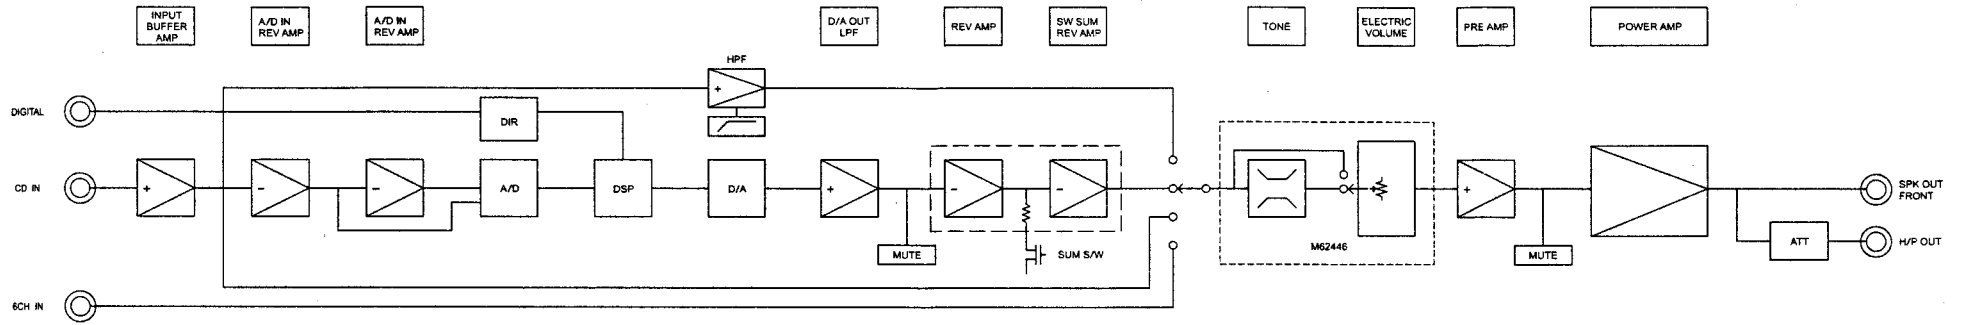 INPUT
BUFFER
AMP
A/D IN
REV AMP
A/D IN
REV AMP
D/A OUT
LPF
REV AMP
SW SUM
REV AMP
TONE
ELECTRIC
VOLUME
PRE AMP
POWER AMP
HPF
+
DIGITAL
DIR
CD IN
+
−
−
A/D
DSP
D/A
+
−
−
+
SPK OUT
FRONT
MUTE
SUM S/W
M62446
MUTE
ATT
H/P OUT
6CH IN